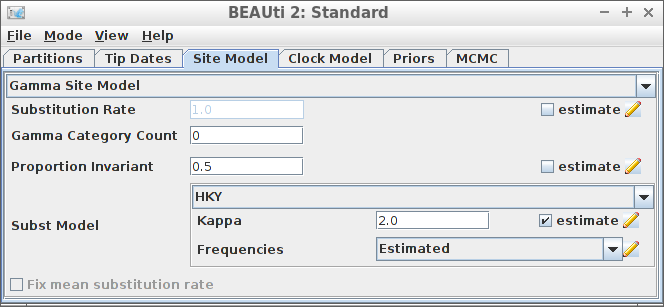 BEAUti 2: Standard
File Mode View Help
Partitions Tip Dates Site Model Clock Model Priors MCMC
Gamma Site Model
Substitution Rate 1.0 estimate
Gamma Category Count 0
Proportion Invariant 0.5 estimate
HKY
Subst Model
Kappa 2.0 estimate
Frequencies Estimated
Fix mean substitution rate